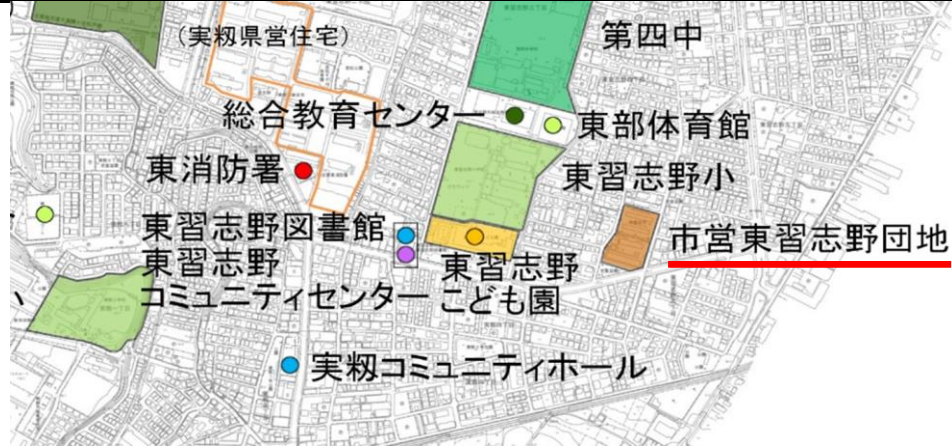 (実籾県営住宅)
第四中
総合教育センター
東部体育館
東消防署
東習志野小
東習志野図書館
東習志野
コミュニティセンター
東習志野
こども園
市営東習志野団地
実籾コミュニティホール